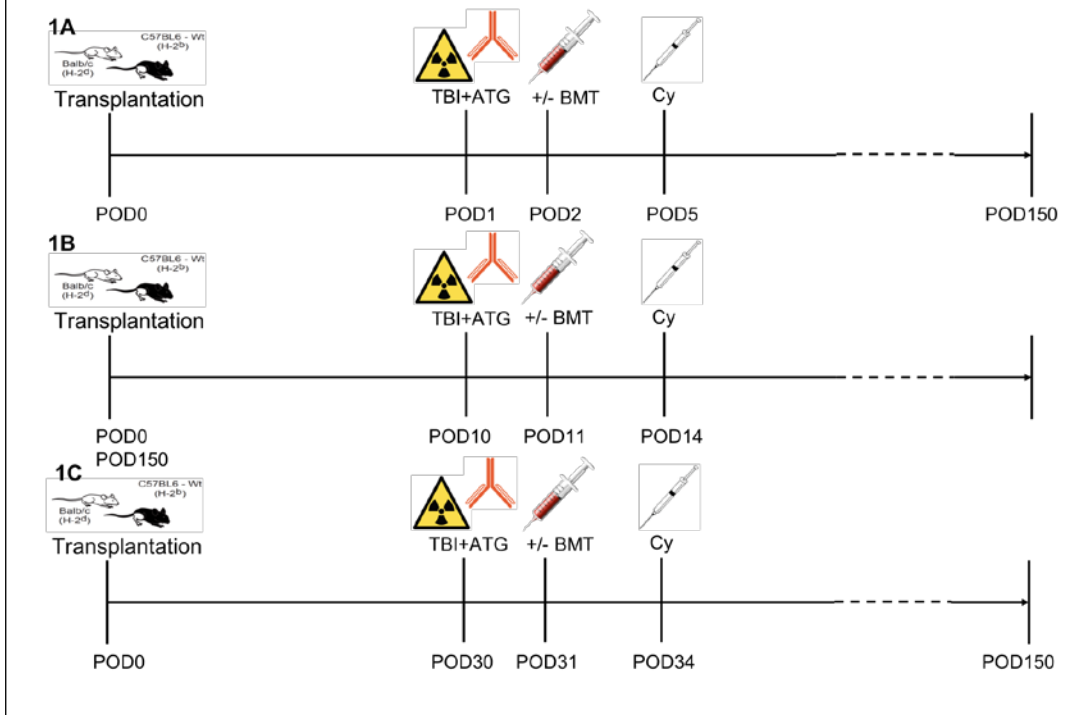 1A
C57BL6 - Wt
(H-2ᵇ)
Balb/c
(H-2ᵈ)
Transplantation
TBI+ATG
+/- BMT
Cy
POD0
POD1
POD2
POD5
POD150
1B
C57BL6 - Wt
(H-2ᵇ)
Balb/c
(H-2ᵈ)
Transplantation
TBI+ATG
+/- BMT
Cy
POD0
POD10
POD11
POD14
POD150
1C
C57BL6 - Wt
(H-2ᵇ)
Balb/c
(H-2ᵈ)
Transplantation
TBI+ATG
+/- BMT
Cy
POD0
POD30
POD31
POD34
POD150